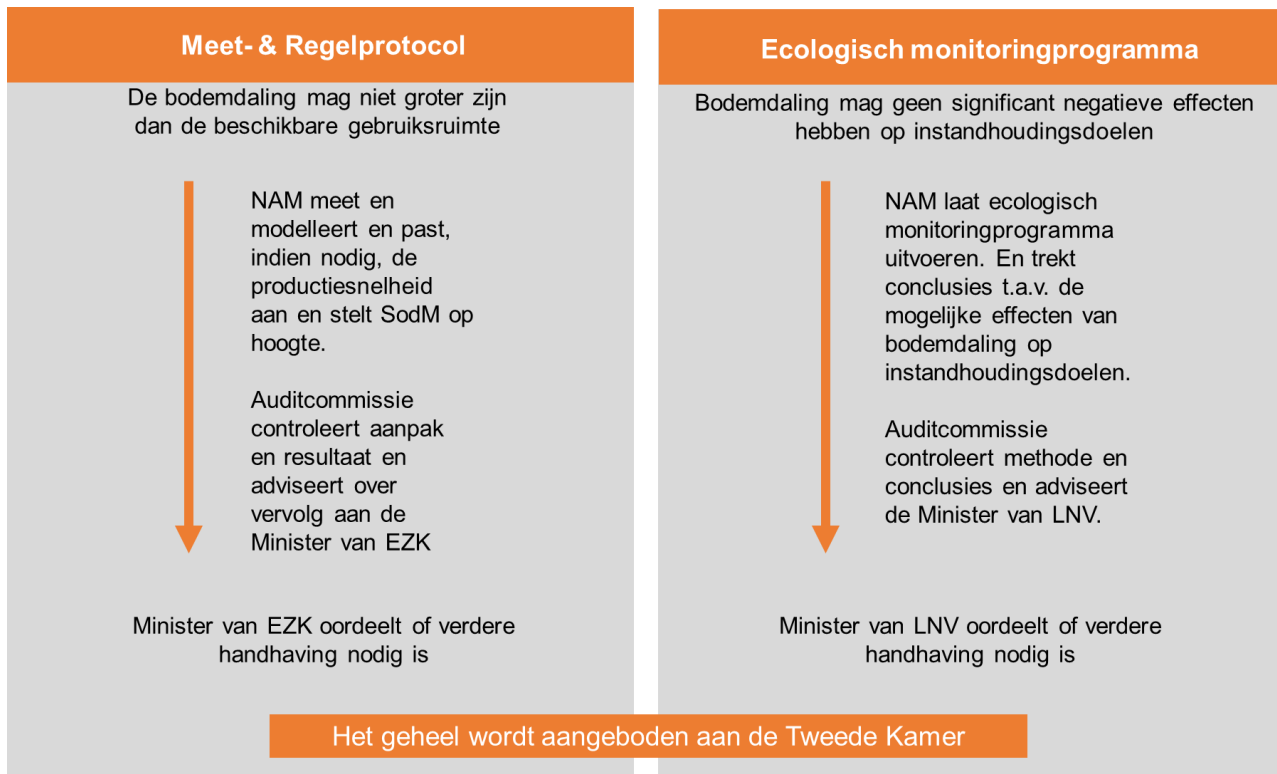 Meet- & Regelprotocol
De bodemdaling mag niet groter zijn
dan de beschikbare gebruiksruimte
NAM meet en
modelleert en past,
indien nodig, de
productiesnelheid
aan en stelt SodM op
hoogte.
Auditcommissie
controleert aanpak
en resultaat en
adviseert over
vervolg aan de
Minister van EZK
Minister van EZK oordeelt of verdere
handhaving nodig is
Ecologisch monitoringprogramma
Bodemdaling mag geen significant negatieve effecten
hebben op instandhoudingsdoelen
NAM laat ecologisch
monitoringprogramma
uitvoeren. En trekt
conclusies t.a.v. de
mogelijke effecten van
bodemdaling op
instandhoudingsdoelen.
Auditcommissie
controleert methode en
conclusies en adviseert
de Minister van LNV.
Minister van LNV oordeelt of verdere
handhaving nodig is
Het geheel wordt aangeboden aan de Tweede Kamer